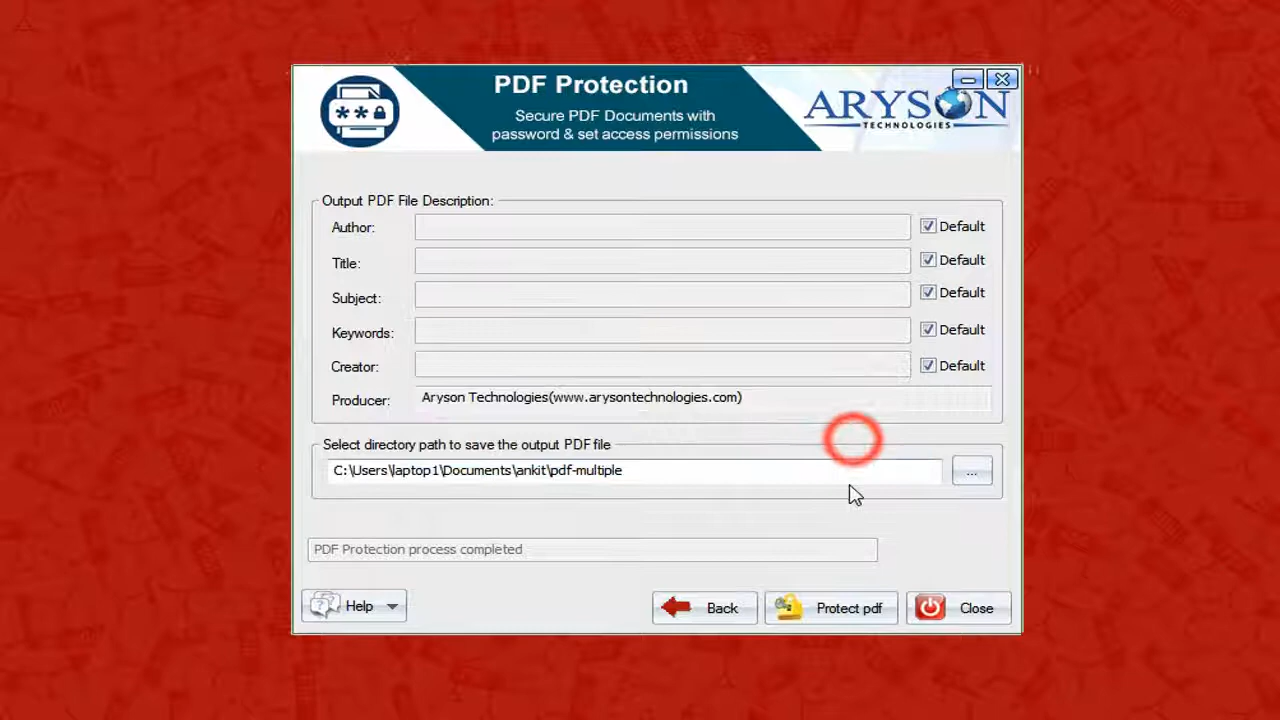 PDF Protection
Secure PDF Documents with
password & set access permissions
ARYSON
TECHNOLOGIES
Output PDF File Description:
Author:
Default
Title:
Default
Subject:
Default
Keywords:
Default
Creator:
Default
Producer:
Aryson Technologies(www.arysontechnologies.com)
Select directory path to save the output PDF file
C:\Users\laptop1\Documents\ankit\pdf-multiple
...
PDF Protection process completed
Help
Back
Protect pdf
Close